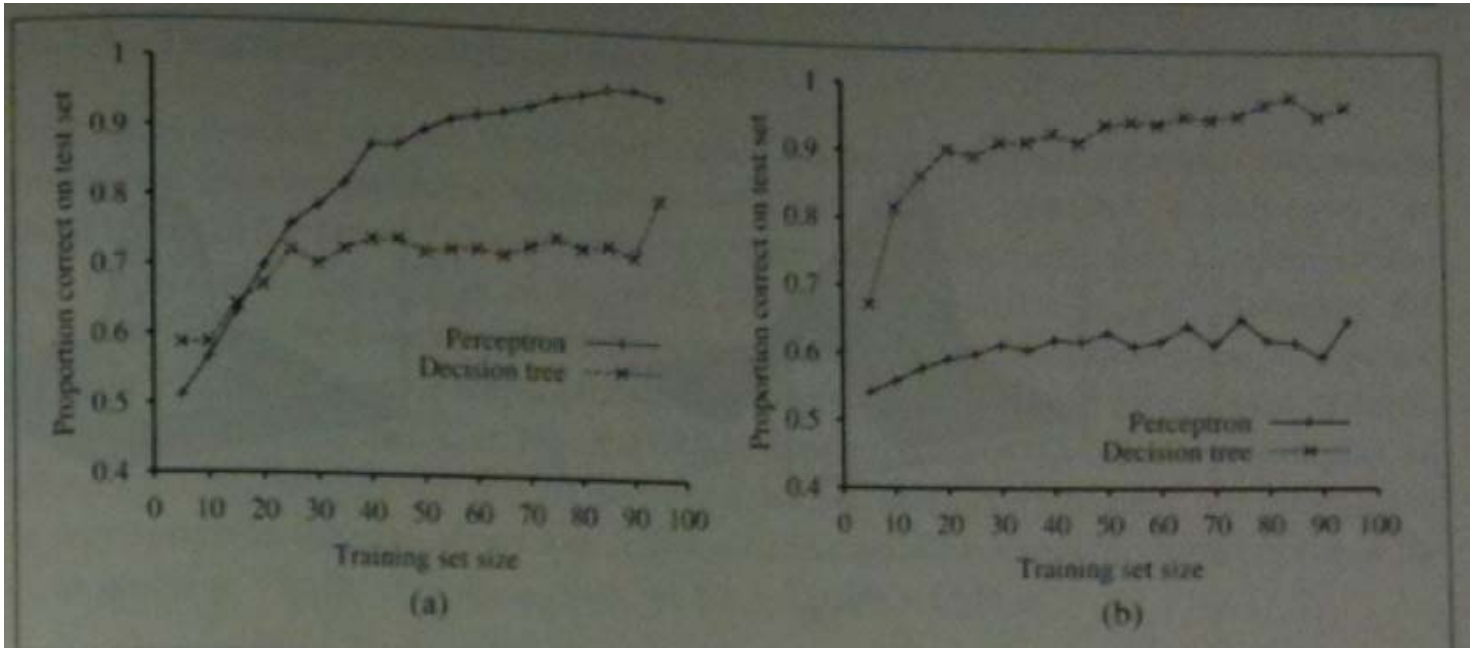 Proportion correct on test set
1
0.9
0.8
0.7
0.6
0.5
0.4
Perceptron
Decision tree
0 10 20 30 40 50 60 70 80 90 100
Training set size
(a)
Proportion correct on test set
1
0.9
0.8
0.7
0.6
0.5
0.4
Perceptron
Decision tree
0 10 20 30 40 50 60 70 80 90 100
Training set size
(b)